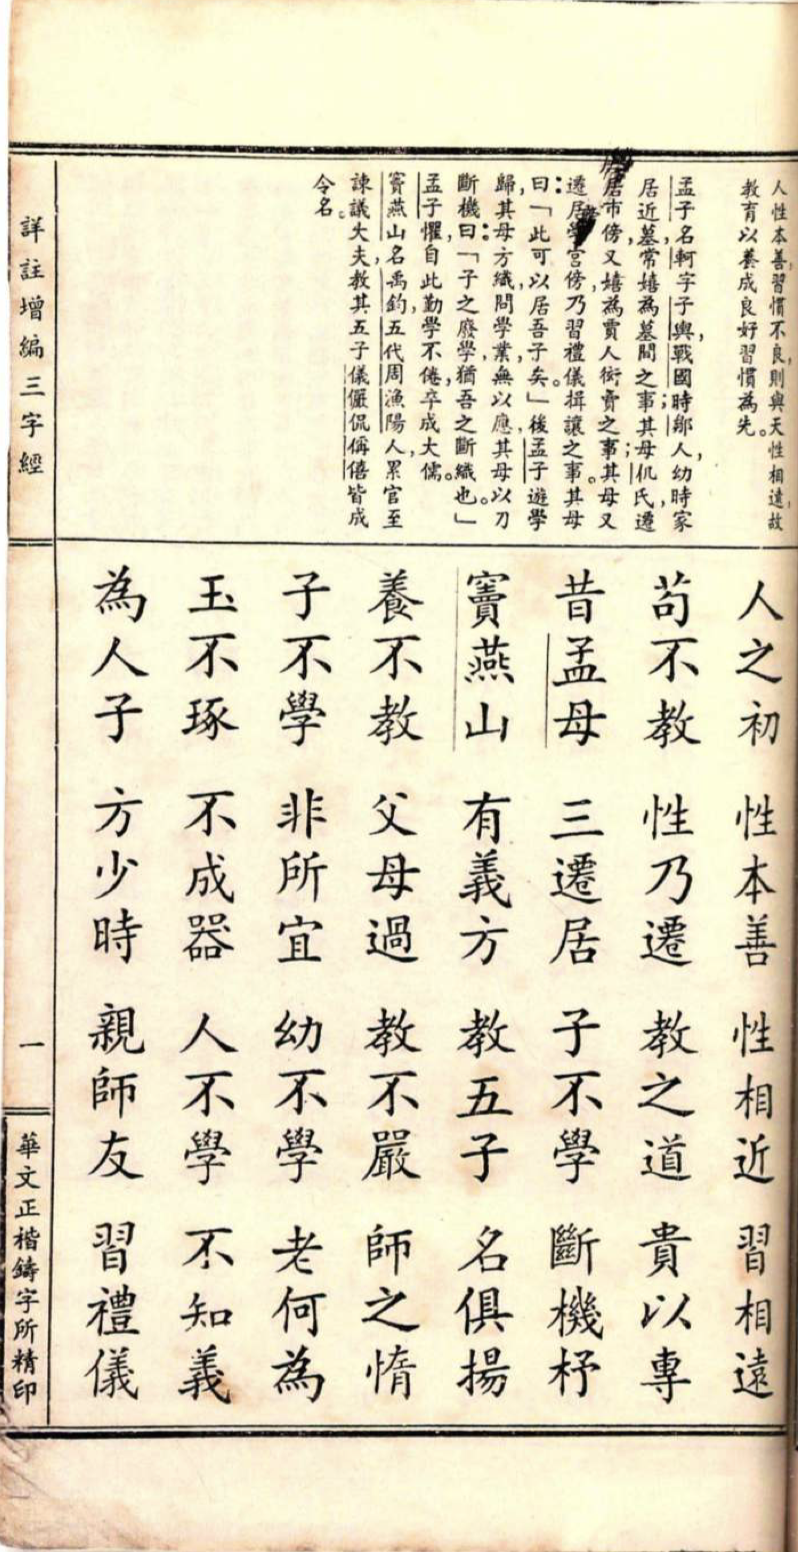 人性本善，習慣不良，則與天性相遠，故
教育以養成良好習慣為先。
孟子名軻字子輿，戰國時鄒人，幼時家
居近墓，常嬉為墓間之事；其母仉氏，遷
居市傍，又嬉為賈人衒賣之事；其母又
遷居學宮傍，乃習禮儀揖讓之事。其母
曰：「此可以居吾子矣。」後孟子遊學
歸，其母方織，問學業，無以應，其母以刀
斷機曰：「子之廢學，猶吾之斷織也。」
孟子懼，自此勤學不倦，卒成大儒。
竇燕山名禹鈞，五代周漁陽人，累官至
諫議大夫，教其五子儀儼侃偁僖皆成
令名。
人之初 性本善 性相近 習相遠
苟不教 性乃遷 教之道 貴以專
昔孟母 三遷居 子不學 斷機杼
竇燕山 有義方 教五子 名俱揚
養不教 父母過 教不嚴 師之惰
子不學 非所宜 幼不學 老何為
玉不琢 不成器 人不學 不知義
為人子 方少時 親師友 習禮儀
詳註增編三字經
一
華文正楷鑄字所精印